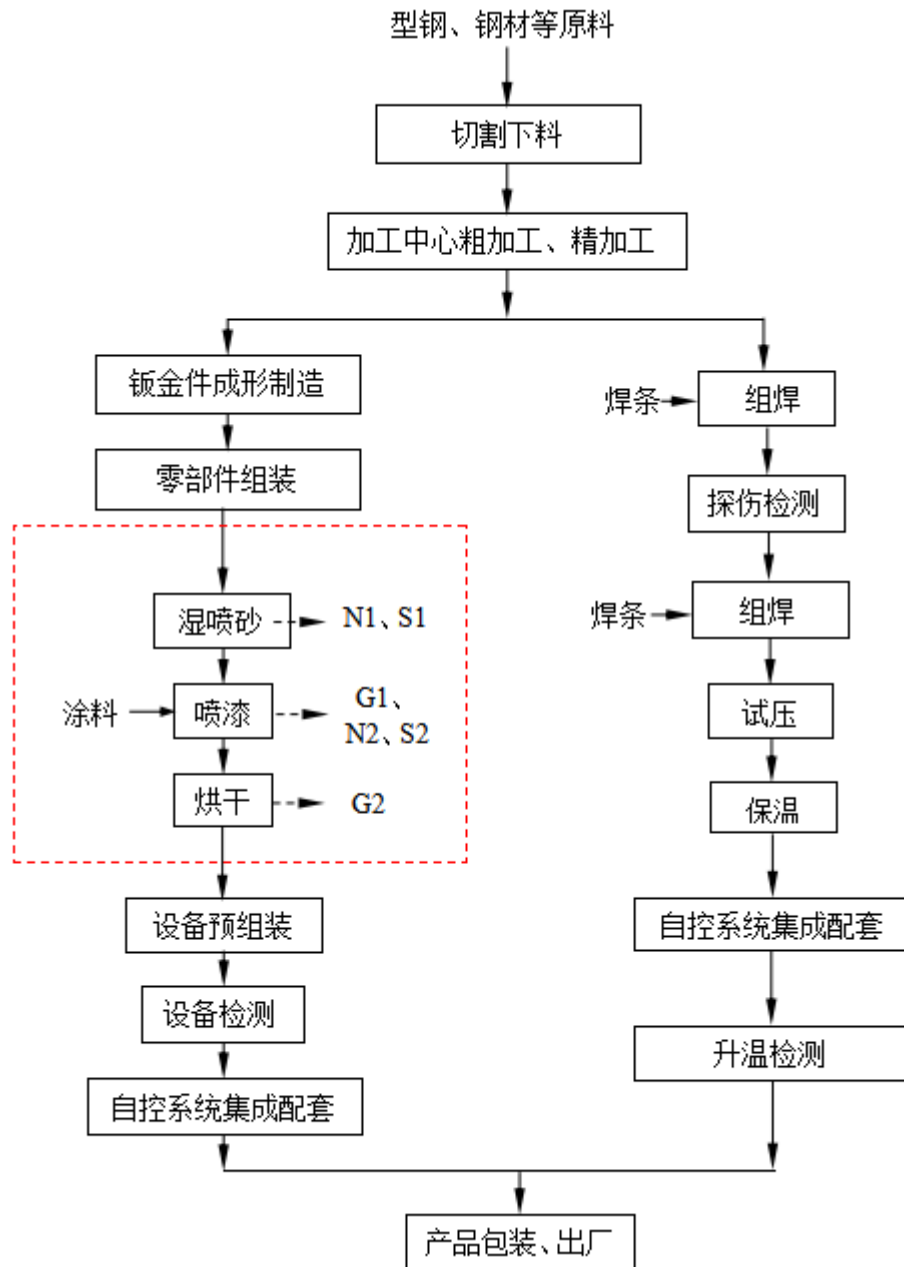 型钢、钢材等原料
切割下料
加工中心粗加工、精加工
钣金件成形制造
零部件组装
湿喷砂
N1、S1
涂料
喷漆
G1、
N2、S2
烘干
G2
设备预组装
设备检测
自控系统集成配套
焊条
组焊
探伤检测
焊条
组焊
试压
保温
自控系统集成配套
升温检测
产品包装、出厂